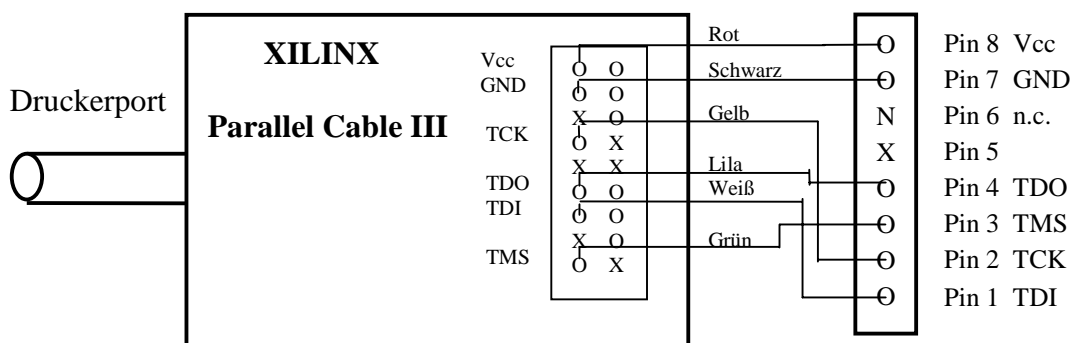 Druckerport
XILINX
Parallel Cable III
Vcc
GND
TCK
TDO
TDI
TMS
O O
O O
X O
O X
X X
O O
O O
X O
O X
Rot
Schwarz
Gelb
Lila
Weiß
Grün
O Pin 8 Vcc
O Pin 7 GND
N Pin 6 n.c.
X Pin 5
O Pin 4 TDO
O Pin 3 TMS
O Pin 2 TCK
O Pin 1 TDI